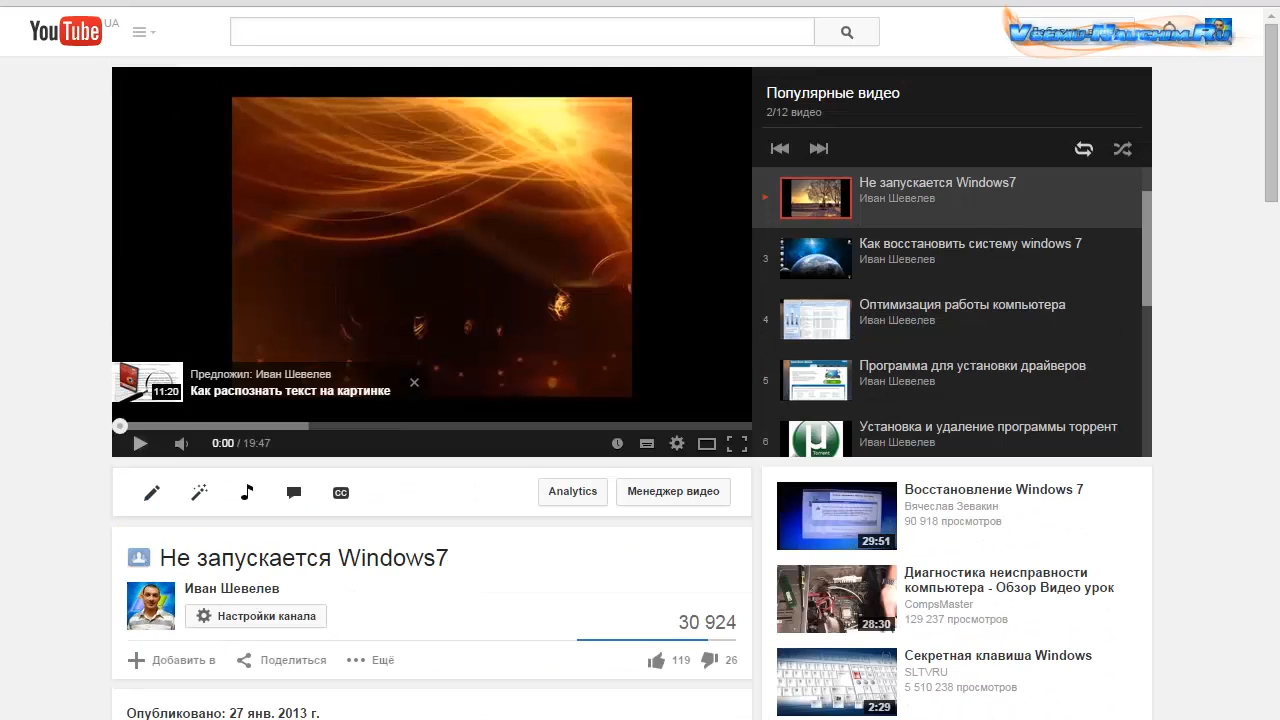 YouTube UA
Vsemu-Nauchim.Ru
Популярные видео
2/12 видео
Не запускается Windows7
Иван Шевелев
3
Как восстановить систему windows 7
Иван Шевелев
4
Оптимизация работы компьютера
Иван Шевелев
5
Программа для установки драйверов
Иван Шевелев
6
Установка и удаление программы торрент
Иван Шевелев
µ
Torrent
11:20
Предложил: Иван Шевелев
Как распознать текст на картинке
0:00 / 19:47
CC
Analytics
Менеджер видео
Не запускается Windows7
Иван Шевелев
Настройки канала
30 924
Добавить в
Поделиться
Ещё
119
26
Опубликовано: 27 янв. 2013 г.
29:51
Восстановление Windows 7
Вячеслав Зевакин
90 918 просмотров
28:30
Диагностика неисправности
компьютера - Обзор Видео урок
CompsMaster
129 237 просмотров
2:29
Секретная клавиша Windows
SLTVRU
5 510 238 просмотров